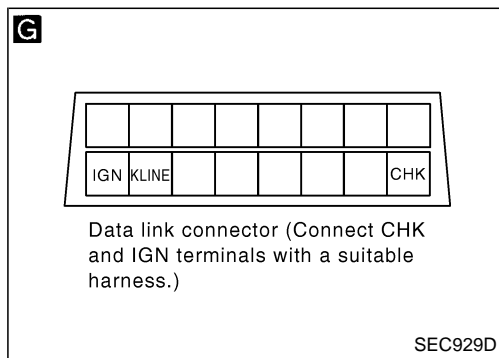 G
IGN KLINE CHK
Data link connector (Connect CHK
and IGN terminals with a suitable
harness.)
SEC929D